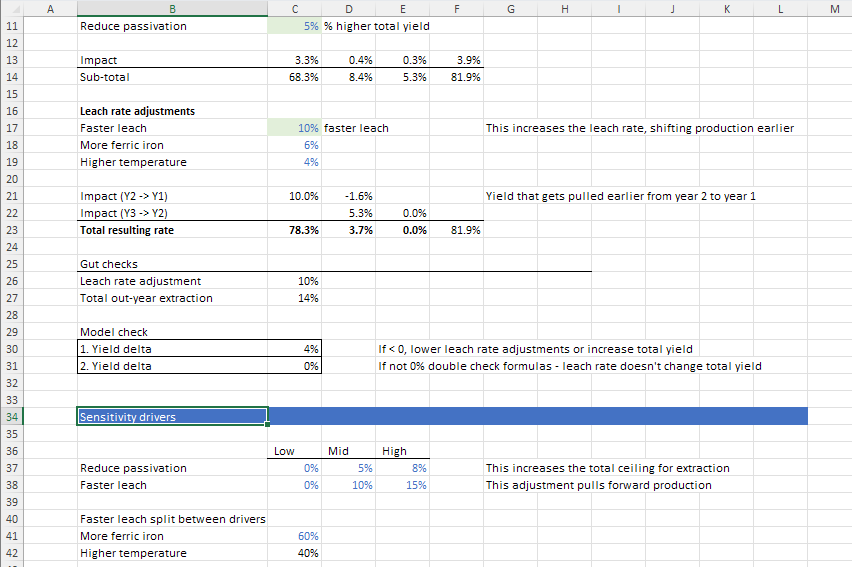 A B C D E F G H I J K L M
11 Reduce passivation 5% % higher total yield
12
13 Impact 3.3% 0.4% 0.3% 3.9%
14 Sub-total 68.3% 8.4% 5.3% 81.9%
15
16 Leach rate adjustments
17 Faster leach 10% faster leach This increases the leach rate, shifting production earlier
18 More ferric iron 6%
19 Higher temperature 4%
20
21 Impact (Y2 -> Y1) 10.0% -1.6% Yield that gets pulled earlier from year 2 to year 1
22 Impact (Y3 -> Y2) 5.3% 0.0%
23 Total resulting rate 78.3% 3.7% 0.0% 81.9%
24
25 Gut checks
26 Leach rate adjustment 10%
27 Total out-year extraction 14%
28
29 Model check
30 1. Yield delta 4% If < 0, lower leach rate adjustments or increase total yield
31 2. Yield delta 0% If not 0% double check formulas - leach rate doesn't change total yield
32
33
34 Sensitivity drivers
35
36 Low Mid High
37 Reduce passivation 0% 5% 8% This increases the total ceiling for extraction
38 Faster leach 0% 10% 15% This adjustment pulls forward production
39
40 Faster leach split between drivers
41 More ferric iron 60%
42 Higher temperature 40%